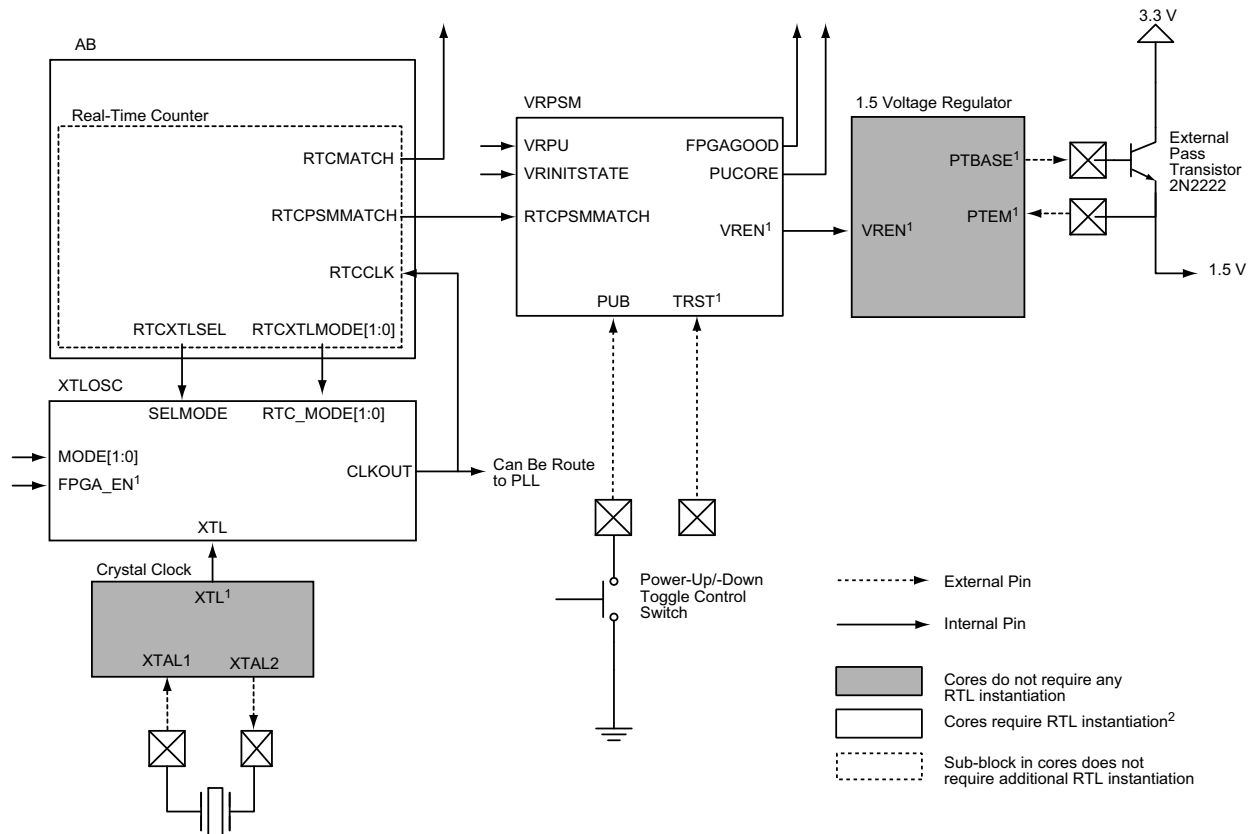 AB
Real-Time Counter
RTCMATCH
RTCPSMMATCH
RTCCLK
RTCXTLSEL
RTCXTLMODE[1:0]
XTLOSC
SELMODE
RTC_MODE[1:0]
MODE[1:0]
FPGA_EN1
CLKOUT
XTL
Can Be Route
to PLL
Crystal Clock
XTL1
XTAL1
XTAL2
VRPSM
VRPU
VRINITSTATE
RTCPSMMATCH
FPGAGOOD
PUCORE
VREN1
PUB
TRST1
Power-Up/-Down
Toggle Control
Switch
1.5 Voltage Regulator
PTBASE1
PTEM1
VREN1
3.3 V
External
Pass
Transistor
2N2222
1.5 V
External Pin
Internal Pin
Cores do not require any
RTL instantiation
Cores require RTL instantiation2
Sub-block in cores does not
require additional RTL instantiation